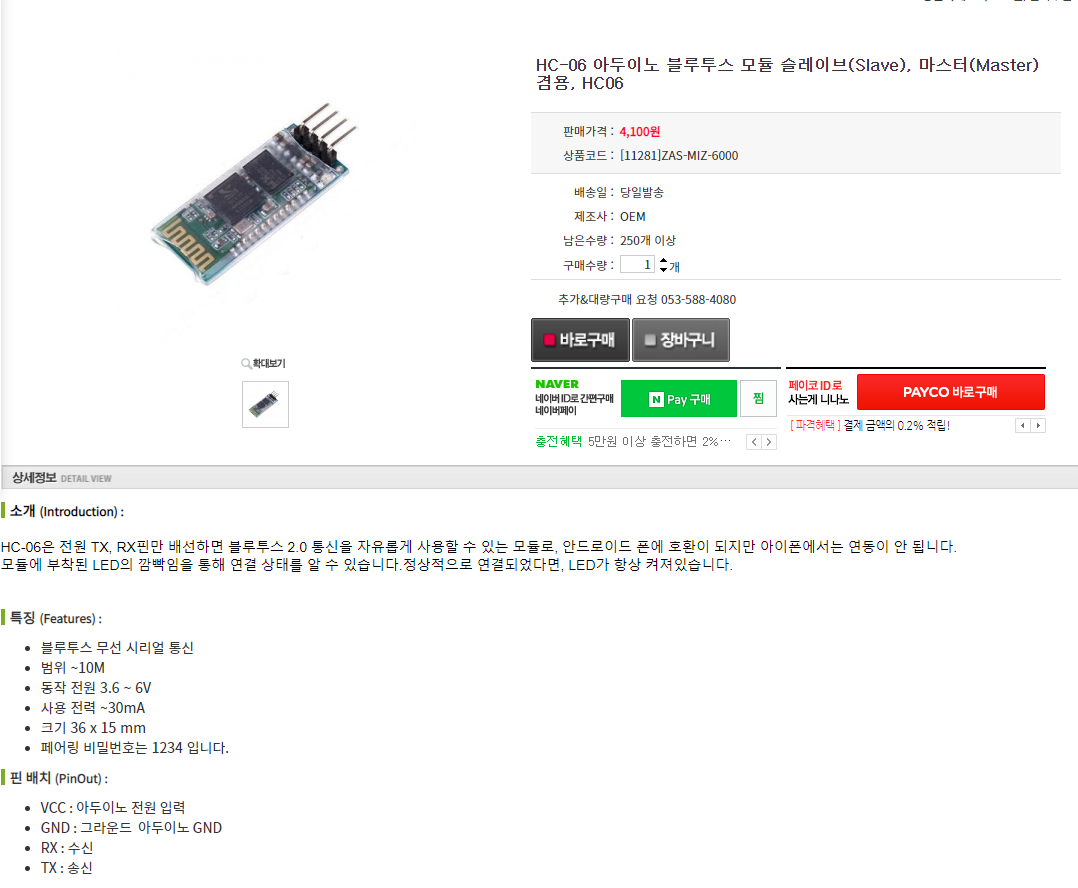 HC-06 아두이노 블루투스 모듈 슬레이브(Slave), 마스터(Master)
겸용, HC06
판매가격 : 4,100원
상품코드 : [11281]ZAS-MIZ-6000
배송일 : 당일발송
제조사 : OEM
남은수량 : 250개 이상
구매수량 : 1 개
추가&대량구매 요청 053-588-4080
바로구매 장바구니
확대보기
NAVER
네이버 ID로 간편구매
네이버페이
N Pay 구매 찜
충전혜택 5만원 이상 충전하면 2%···
페이코 ID로
사는게 니나노
PAYCO 바로구매
[파격혜택] 결제 금액의 0.2% 적립!
상세정보 DETAIL VIEW
소개 (Introduction) :
HC-06은 전원 TX, RX핀만 배선하면 블루투스 2.0 통신을 자유롭게 사용할 수 있는 모듈로, 안드로이드 폰에 호환이 되지만 아이폰에서는 연동이 안 됩니다.
모듈에 부착된 LED의 깜빡임을 통해 연결 상태를 알 수 있습니다.정상적으로 연결되었다면, LED가 항상 켜져있습니다.
특징 (Features) :
• 블루투스 무선 시리얼 통신
• 범위 ~10M
• 동작 전원 3.6 ~ 6V
• 사용 전력 ~30mA
• 크기 36 x 15 mm
• 페어링 비밀번호는 1234 입니다.
핀 배치 (PinOut) :
• VCC : 아두이노 전원 입력
• GND : 그라운드 아두이노 GND
• RX : 수신
• TX : 송신